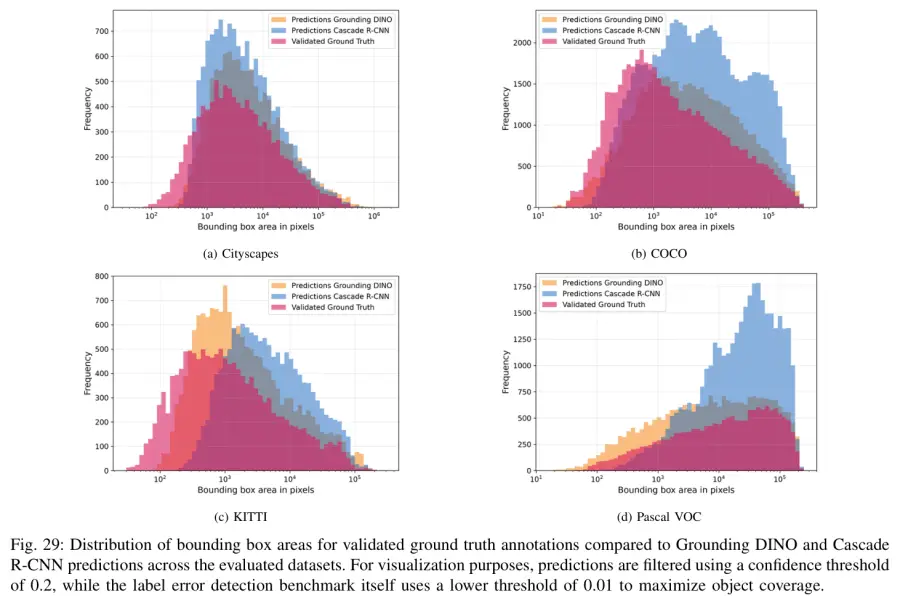 Predictions Grounding DINO
Predictions Cascade R-CNN
Validated Ground Truth
700
600
500
400
300
200
100
0
Frequency
10²
10³
10⁴
10⁵
10⁶
Bounding box area in pixels
(a) Cityscapes
Predictions Grounding DINO
Predictions Cascade R-CNN
Validated Ground Truth
2000
1500
1000
500
0
Frequency
10¹
10²
10³
10⁴
10⁵
Bounding box area in pixels
(b) COCO
Predictions Grounding DINO
Predictions Cascade R-CNN
Validated Ground Truth
800
700
600
500
400
300
200
100
0
Frequency
10²
10³
10⁴
10⁵
Bounding box area in pixels
(c) KITTI
Predictions Grounding DINO
Predictions Cascade R-CNN
Validated Ground Truth
1750
1500
1250
1000
750
500
250
0
Frequency
10¹
10²
10³
10⁴
10⁵
Bounding box area in pixels
(d) Pascal VOC
Fig. 29: Distribution of bounding box areas for validated ground truth annotations compared to Grounding DINO and Cascade
R-CNN predictions across the evaluated datasets. For visualization purposes, predictions are filtered using a confidence threshold
of 0.2, while the label error detection benchmark itself uses a lower threshold of 0.01 to maximize object coverage.